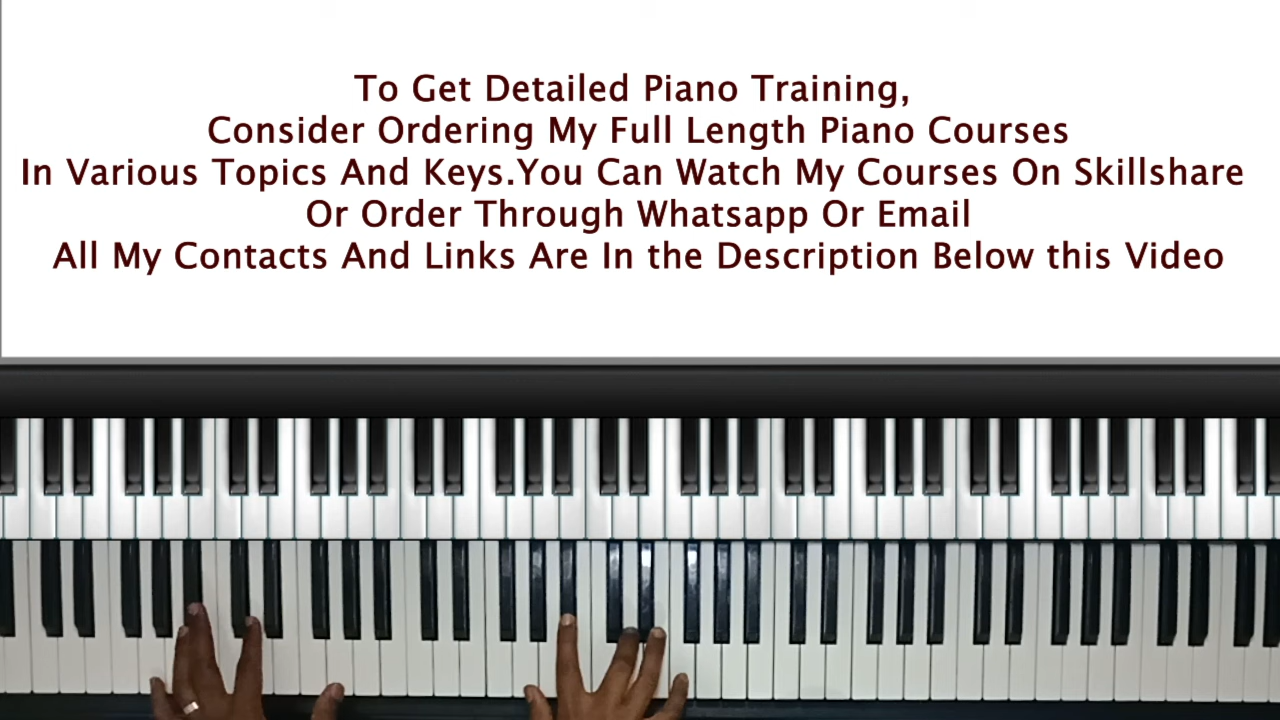 To Get Detailed Piano Training,
Consider Ordering My Full Length Piano Courses
In Various Topics And Keys.You Can Watch My Courses On Skillshare
Or Order Through Whatsapp Or Email
All My Contacts And Links Are In the Description Below this Video